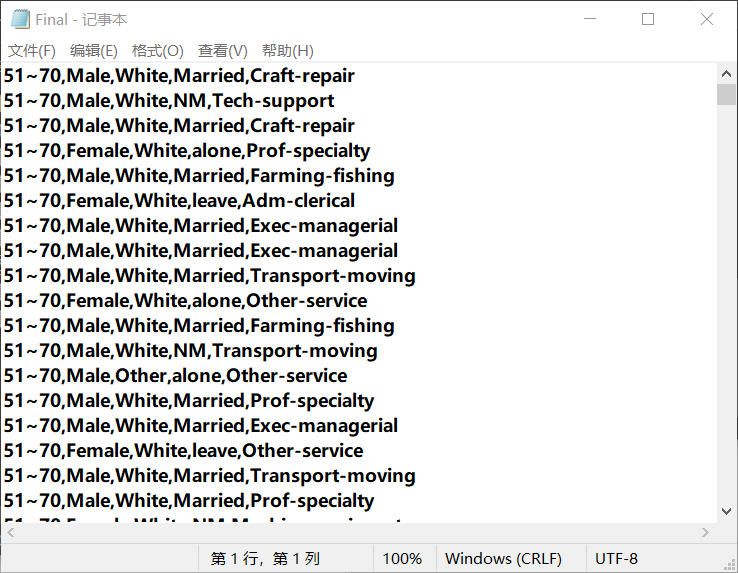 Final - 记事本
文件(F) 编辑(E) 格式(O) 查看(V) 帮助(H)
51~70,Male,White,Married,Craft-repair
51~70,Male,White,NM,Tech-support
51~70,Male,White,Married,Craft-repair
51~70,Female,White,alone,Prof-specialty
51~70,Male,White,Married,Farming-fishing
51~70,Female,White,leave,Adm-clerical
51~70,Male,White,Married,Exec-managerial
51~70,Male,White,Married,Exec-managerial
51~70,Male,White,Married,Transport-moving
51~70,Female,White,alone,Other-service
51~70,Male,White,Married,Farming-fishing
51~70,Male,White,NM,Transport-moving
51~70,Male,Other,alone,Other-service
51~70,Male,White,Married,Prof-specialty
51~70,Male,White,Married,Exec-managerial
51~70,Female,White,leave,Other-service
51~70,Male,White,Married,Transport-moving
51~70,Male,White,Married,Prof-specialty
第 1 行，第 1 列 100% Windows (CRLF) UTF-8